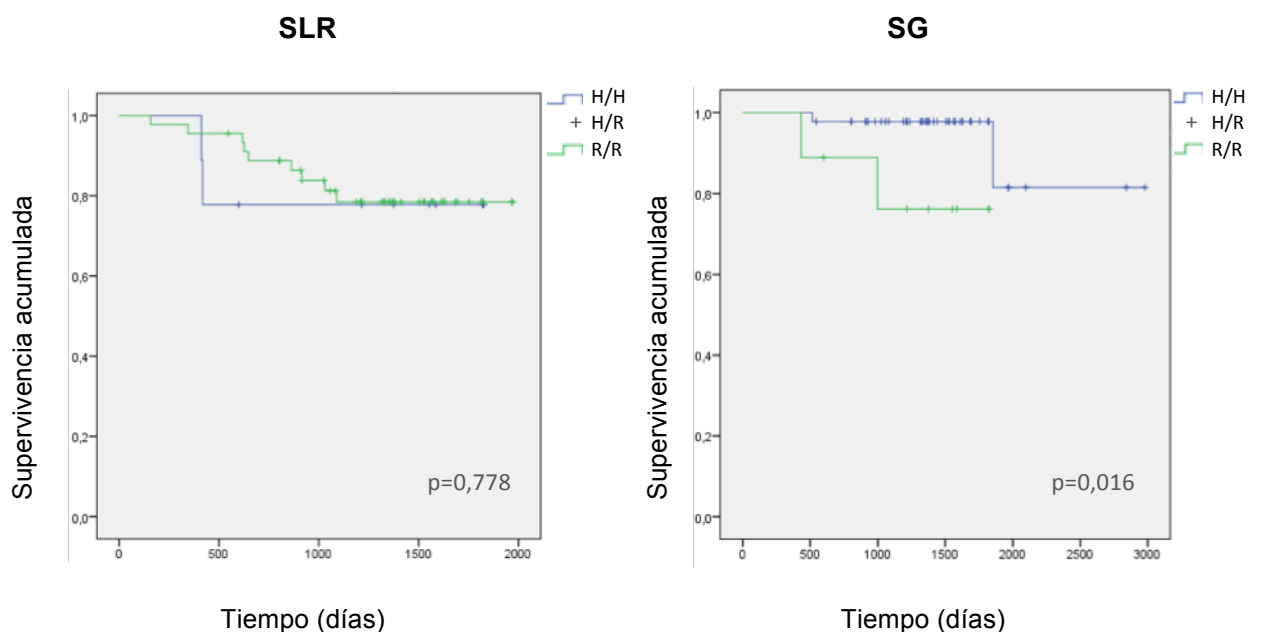 SLR
H/H
+ H/R
R/R
1,0
0,8
0,6
0,4
0,2
0,0
Supervivencia acumulada
p=0,778
0 500 1000 1500 2000
Tiempo (días)
SG
H/H
+ H/R
R/R
1,0
0,8
0,6
0,4
0,2
0,0
Supervivencia acumulada
p=0,016
0 500 1000 1500 2000 2500 3000
Tiempo (días)